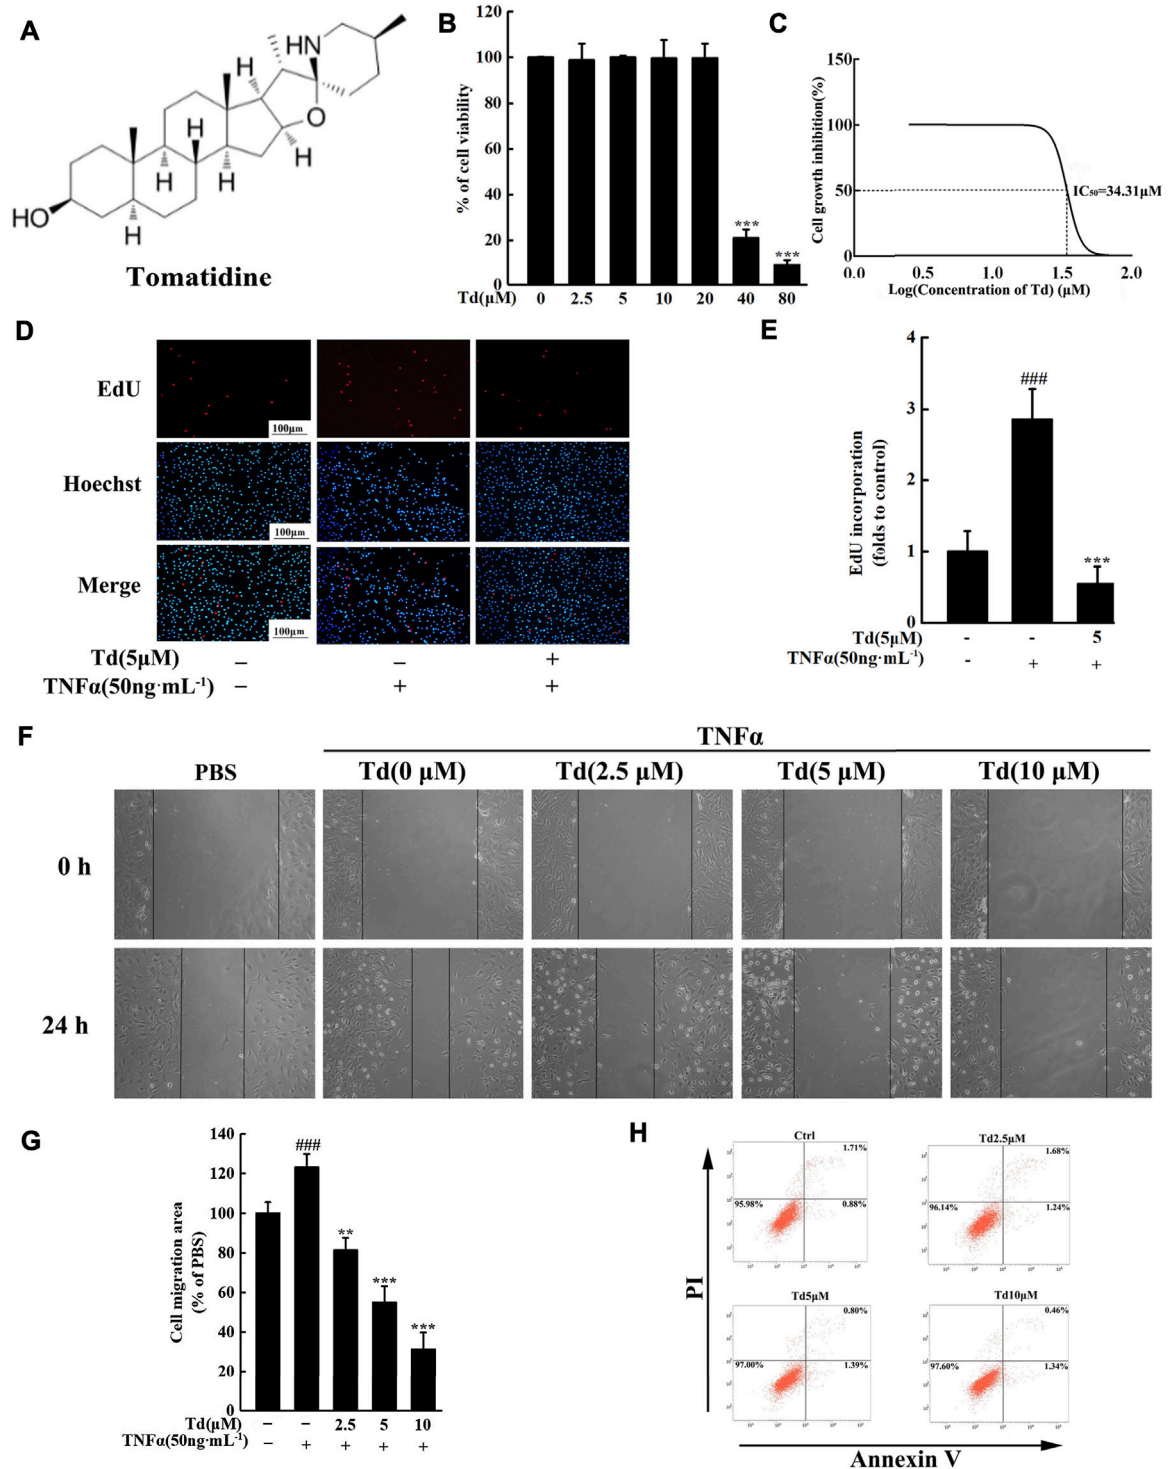 A
H
HN
O
H
H
H
H
H
HO
Tomatidine
B
% of cell viability
120
100
80
60
40
20
0
***
***
Td(μM)
0
2.5
5
10
20
40
80
C
Cell growth inhibition(%)
150
100
50
0
IC₅₀=34.31μM
0.0
0.5
1.0
1.5
2.0
Log(Concentration of Td) (μM)
D
EdU
100μm
Hoechst
100μm
Merge
100μm
Td(5μM) – – +
TNFα(50ng·mL⁻¹) – + +
E
EdU incorporation
(folds to control)
4
3
2
1
0
###
***
Td(5μM) - - 5
TNFα(50ng·mL⁻¹) - + +
F
TNFα
PBS
Td(0 μM)
Td(2.5 μM)
Td(5 μM)
Td(10 μM)
0 h
24 h
G
Cell migration area
(% of PBS)
140
120
100
80
60
40
20
0
###
**
***
***
Td(μM) – – 2.5 5 10
TNFα(50ng·mL⁻¹) – + + + +
H
PI
Ctrl
1.71%
95.98%
0.88%
Td2.5μM
1.68%
96.14%
1.24%
Td5μM
0.80%
97.00%
1.39%
Td10μM
0.46%
97.60%
1.34%
Annexin V